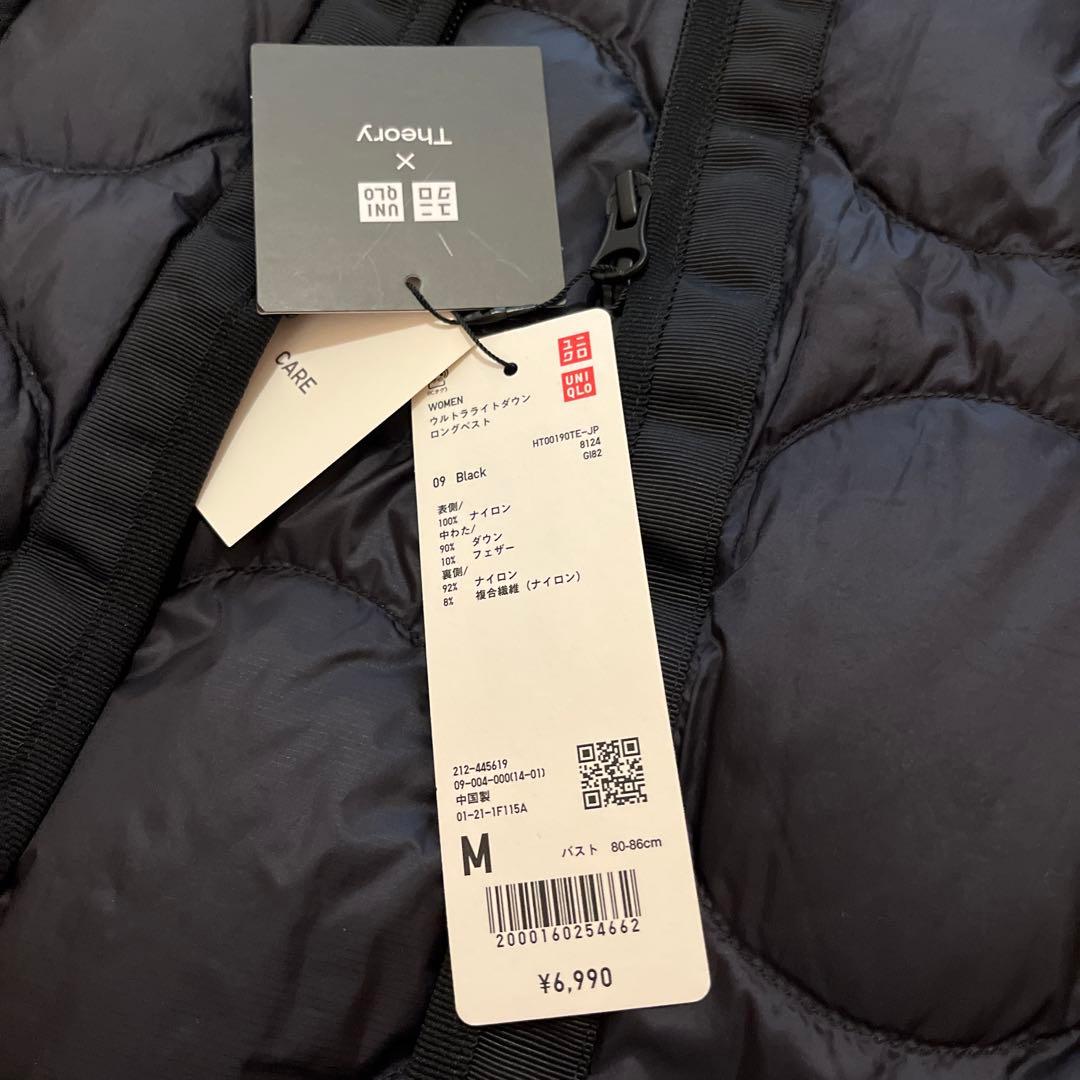 Theory
×
UNI
QLO
ユニ
クロ
CARE
ユニ
クロ
UNI
QLO
WOMEN
ウルトラライトダウン
ロングベスト
HT00190TE-JP
8124
GI82
09 Black
表側/
100% ナイロン
中わた/
90% ダウン
10% フェザー
裏側/
92% ナイロン
8% 複合繊維（ナイロン）
212-445619
09-004-000(14-01)
中国製
01-21-1F115A
M バスト 80-86cm
2000160254662
¥6,990